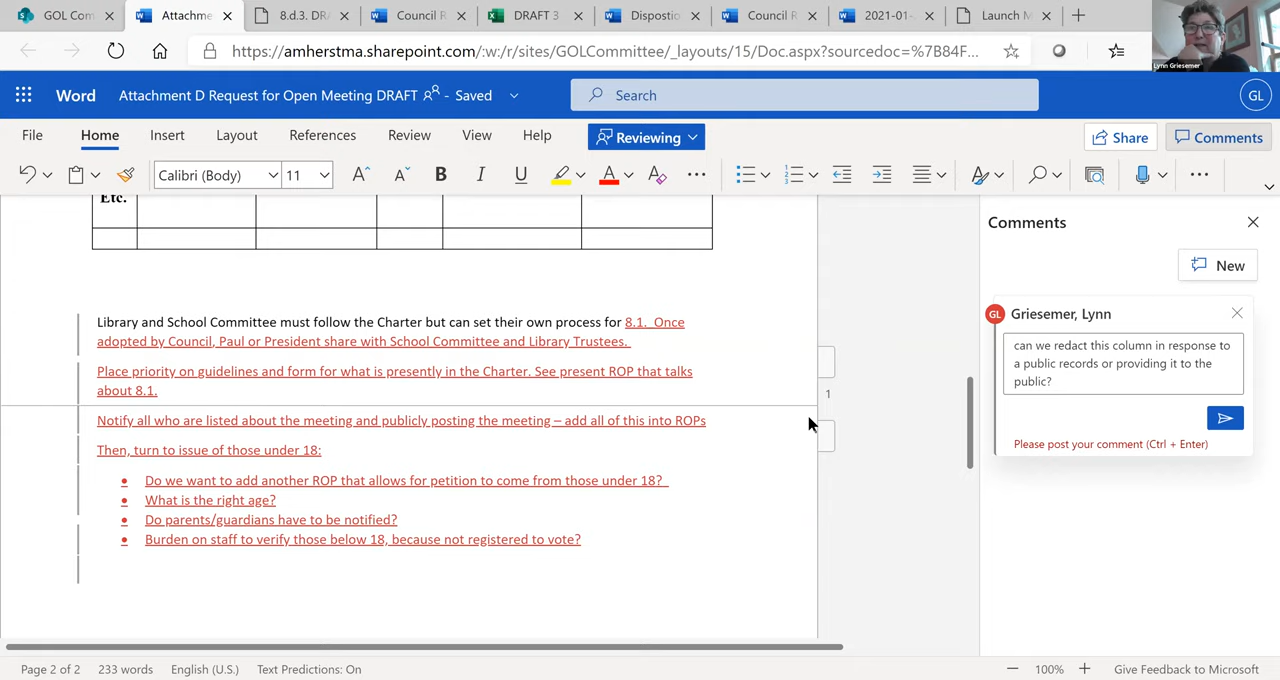 GOL Com
Attachme
8.d.3. DRA
Council R
DRAFT 3
Dispostio
Council R
2021-01-
Launch M
https://amherstma.sharepoint.com/:w:/r/sites/GOLCommittee/_layouts/15/Doc.aspx?sourcedoc=%7B84F...
Lynn Griesemer
Word Attachment D Request for Open Meeting DRAFT - Saved
Search
GL
File Home Insert Layout References Review View Help Reviewing Share Comments
Calibri (Body) 11 A A B I U A A
Etc.
Library and School Committee must follow the Charter but can set their own process for 8.1. Once
adopted by Council, Paul or President share with School Committee and Library Trustees.
Place priority on guidelines and form for what is presently in the Charter. See present ROP that talks
about 8.1.
Notify all who are listed about the meeting and publicly posting the meeting – add all of this into ROPs
Then, turn to issue of those under 18:
• Do we want to add another ROP that allows for petition to come from those under 18?
• What is the right age?
• Do parents/guardians have to be notified?
• Burden on staff to verify those below 18, because not registered to vote?
1
Comments
New
GL Griesemer, Lynn
can we redact this column in response to
a public records or providing it to the
public?
Please post your comment (Ctrl + Enter)
Page 2 of 2 233 words English (U.S.) Text Predictions: On 100% Give Feedback to Microsoft